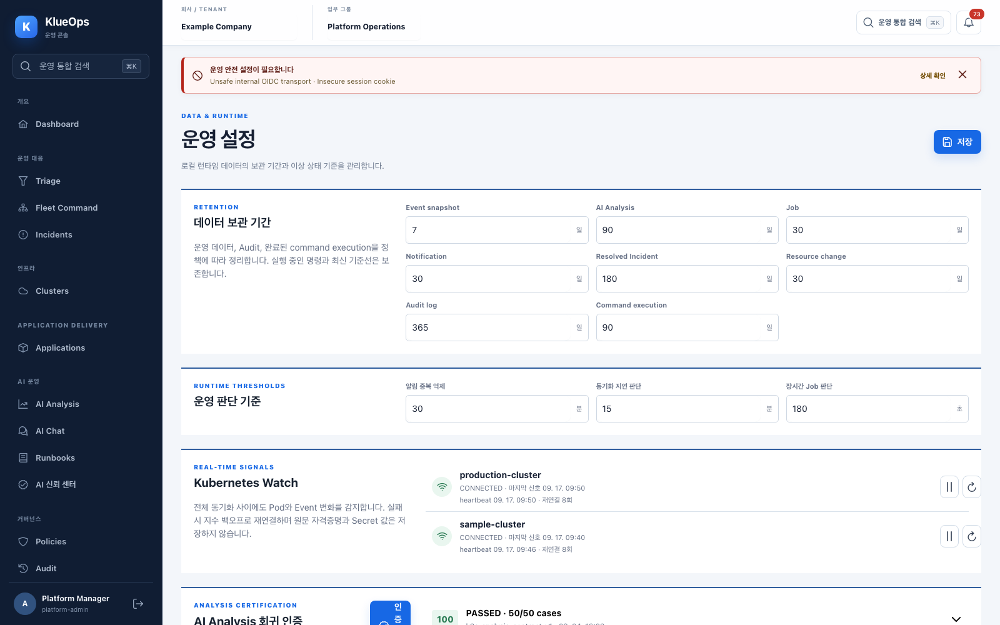 K
KlueOps
운영 콘솔
운영 통합 검색
⌘K
개요
Dashboard
운영 대응
Triage
Fleet Command
Incidents
인프라
Clusters
APPLICATION DELIVERY
Applications
AI 운영
AI Analysis
AI Chat
Runbooks
AI 신뢰 센터
거버넌스
Policies
Audit
A
Platform Manager
platform-admin
회사 / TENANT
Example Company
업무 그룹
Platform Operations
운영 통합 검색
⌘K
73
운영 안전 설정이 필요합니다
Unsafe internal OIDC transport · Insecure session cookie
상세 확인
DATA & RUNTIME
운영 설정
로컬 런타임 데이터의 보관 기간과 이상 상태 기준을 관리합니다.
저장
RETENTION
데이터 보관 기간
운영 데이터, Audit, 완료된 command execution을 정
책에 따라 정리합니다. 실행 중인 명령과 최신 기준선은 보
존합니다.
Event snapshot
7
일
AI Analysis
90
일
Job
30
일
Notification
30
일
Resolved Incident
180
일
Resource change
30
일
Audit log
365
일
Command execution
90
일
RUNTIME THRESHOLDS
운영 판단 기준
알림 중복 억제
30
분
동기화 지연 판단
15
분
장시간 Job 판단
180
초
REAL-TIME SIGNALS
Kubernetes Watch
전체 동기화 사이에도 Pod와 Event 변화를 감지합니다. 실패
시 지수 백오프로 재연결하며 원문 자격증명과 Secret 값은 저
장하지 않습니다.
production-cluster
CONNECTED · 마지막 신호 09. 17. 09:50
heartbeat 09. 17. 09:50 · 재연결 8회
sample-cluster
CONNECTED · 마지막 신호 09. 17. 09:40
heartbeat 09. 17. 09:46 · 재연결 8회
ANALYSIS CERTIFICATION
AI Analysis 회귀 인증
인
증
100
PASSED · 50/50 cases